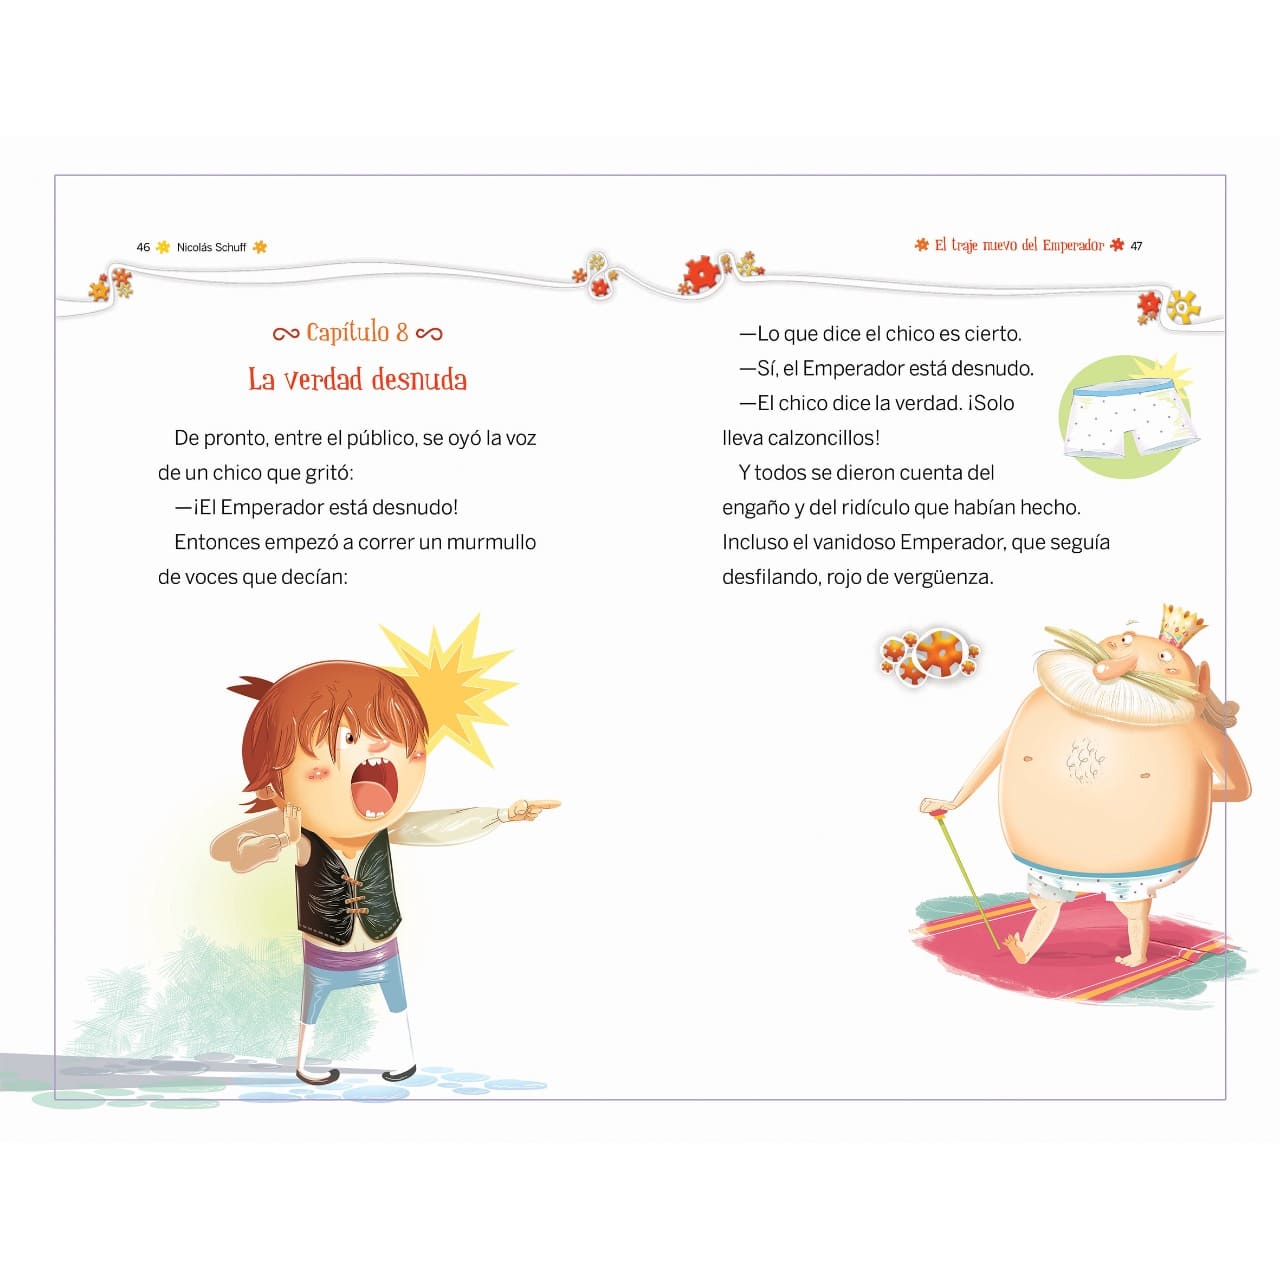 46 Nicolás Schuff
Capítulo 8
La verdad desnuda
De pronto, entre el público, se oyó la voz
de un chico que gritó:
—¡El Emperador está desnudo!
Entonces empezó a correr un murmullo
de voces que decían:
El traje nuevo del Emperador 47
—Lo que dice el chico es cierto.
—Sí, el Emperador está desnudo.
—El chico dice la verdad. ¡Solo
lleva calzoncillos!
Y todos se dieron cuenta del
engaño y del ridículo que habían hecho.
Incluso el vanidoso Emperador, que seguía
desfilando, rojo de vergüenza.